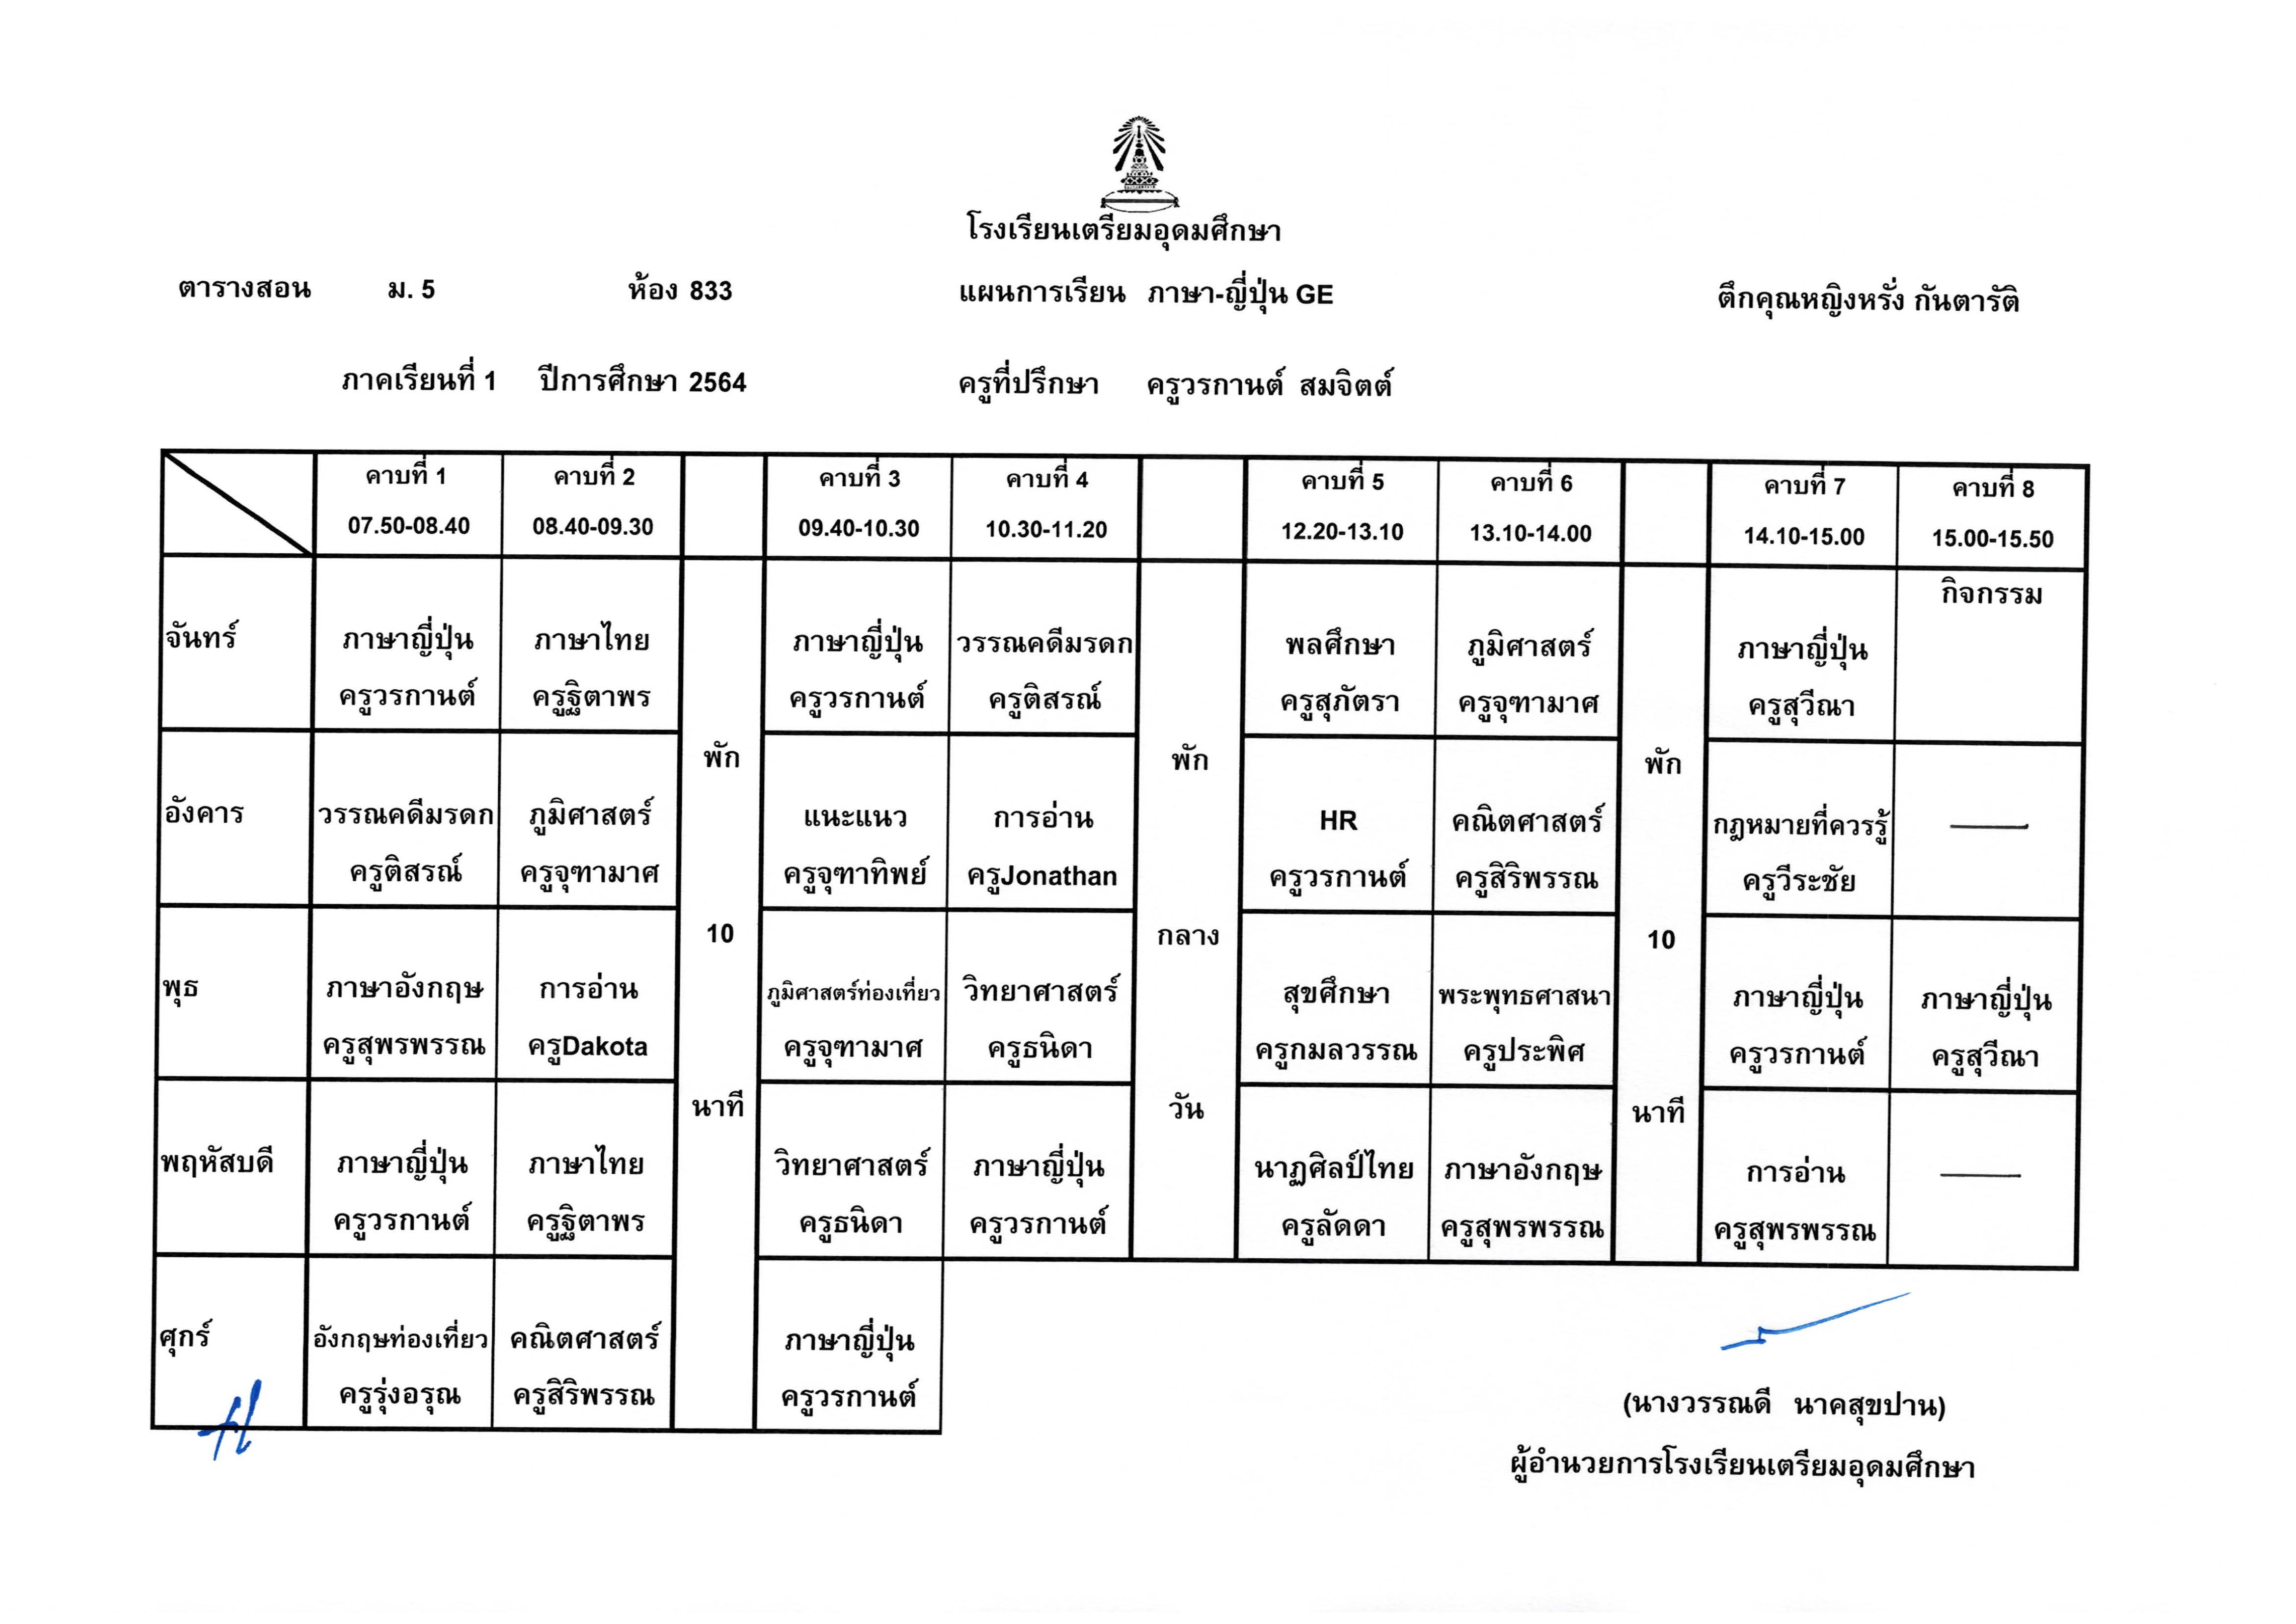 โรงเรียนเตรียมอุดมศึกษา
ตารางสอน ม. 5 ห้อง 833 แผนการเรียน ภาษา-ญี่ปุ่น GE ตึกคุณหญิงหรั่ง กันตารัติ
ภาคเรียนที่ 1 ปีการศึกษา 2564 ครูที่ปรึกษา ครูวรกานต์ สมจิตต์
คาบที่ 1 คาบที่ 2 คาบที่ 3 คาบที่ 4 คาบที่ 5 คาบที่ 6 คาบที่ 7 คาบที่ 8
07.50-08.40 08.40-09.30 09.40-10.30 10.30-11.20 12.20-13.10 13.10-14.00 14.10-15.00 15.00-15.50
จันทร์ ภาษาญี่ปุ่น ภาษาไทย ภาษาญี่ปุ่น วรรณคดีมรดก พลศึกษา ภูมิศาสตร์ ภาษาญี่ปุ่น กิจกรรม
ครูวรกานต์ ครูฐิตาพร ครูวรกานต์ ครูติสรณ์ ครูสุภัตรา ครูจุฑามาศ ครูสุวีณา
พัก พัก พัก
อังคาร วรรณคดีมรดก ภูมิศาสตร์ แนะแนว การอ่าน HR คณิตศาสตร์ กฎหมายที่ควรรู้
ครูติสรณ์ ครูจุฑามาศ ครูจุฑาทิพย์ ครูJonathan ครูวรกานต์ ครูสิริพรรณ ครูวีระชัย
10 กลาง 10
พุธ ภาษาอังกฤษ การอ่าน ภูมิศาสตร์ท่องเที่ยว วิทยาศาสตร์ สุขศึกษา พระพุทธศาสนา ภาษาญี่ปุ่น ภาษาญี่ปุ่น
ครูสุพรพรรณ ครูDakota ครูจุฑามาศ ครูธนิดา ครูกมลวรรณ ครูประพิศ ครูวรกานต์ ครูสุวีณา
นาที วัน นาที
พฤหัสบดี ภาษาญี่ปุ่น ภาษาไทย วิทยาศาสตร์ ภาษาญี่ปุ่น นาฏศิลป์ไทย ภาษาอังกฤษ การอ่าน
ครูวรกานต์ ครูฐิตาพร ครูธนิดา ครูวรกานต์ ครูลัดดา ครูสุพรพรรณ ครูสุพรพรรณ
ศุกร์ อังกฤษท่องเที่ยว คณิตศาสตร์ ภาษาญี่ปุ่น
ครูรุ่งอรุณ ครูสิริพรรณ ครูวรกานต์
(นางวรรณดี นาคสุขปาน)
ผู้อำนวยการโรงเรียนเตรียมอุดมศึกษา